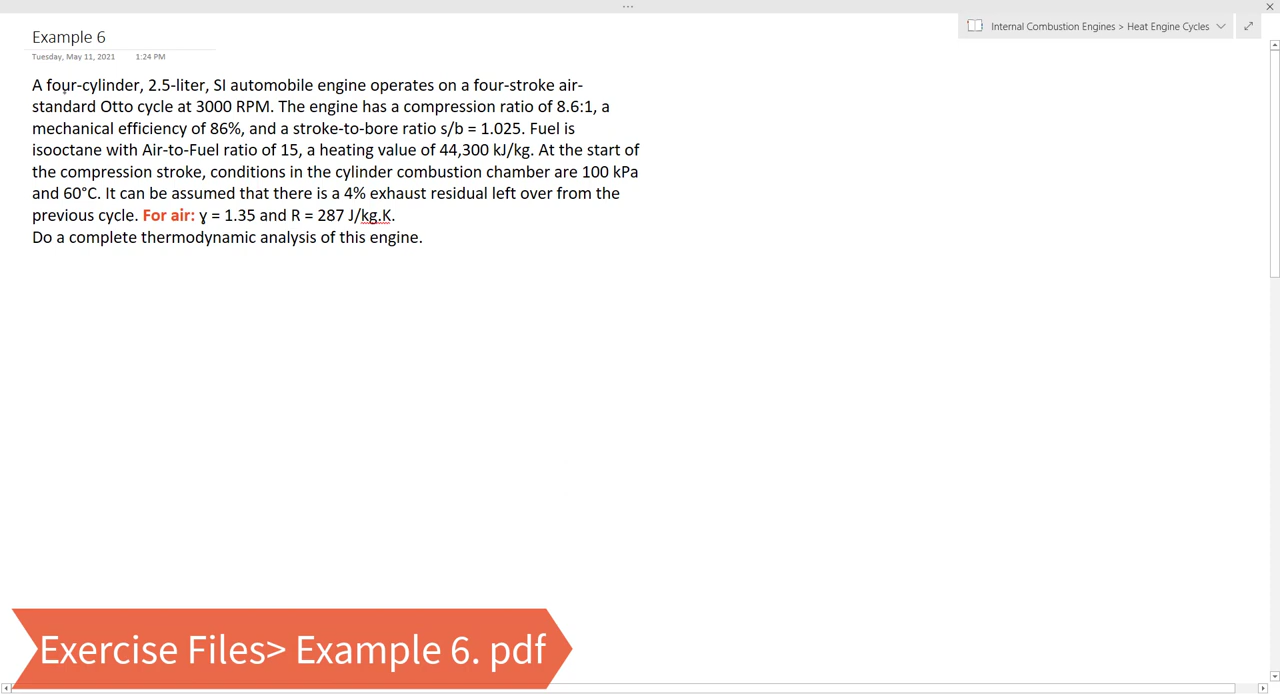 Internal Combustion Engines > Heat Engine Cycles
Example 6
Tuesday, May 11, 2021 1:24 PM
A four-cylinder, 2.5-liter, SI automobile engine operates on a four-stroke air-
standard Otto cycle at 3000 RPM. The engine has a compression ratio of 8.6:1, a
mechanical efficiency of 86%, and a stroke-to-bore ratio s/b = 1.025. Fuel is
isooctane with Air-to-Fuel ratio of 15, a heating value of 44,300 kJ/kg. At the start of
the compression stroke, conditions in the cylinder combustion chamber are 100 kPa
and 60°C. It can be assumed that there is a 4% exhaust residual left over from the
previous cycle. For air: ɣ = 1.35 and R = 287 J/kg.K.
Do a complete thermodynamic analysis of this engine.
Exercise Files> Example 6. pdf